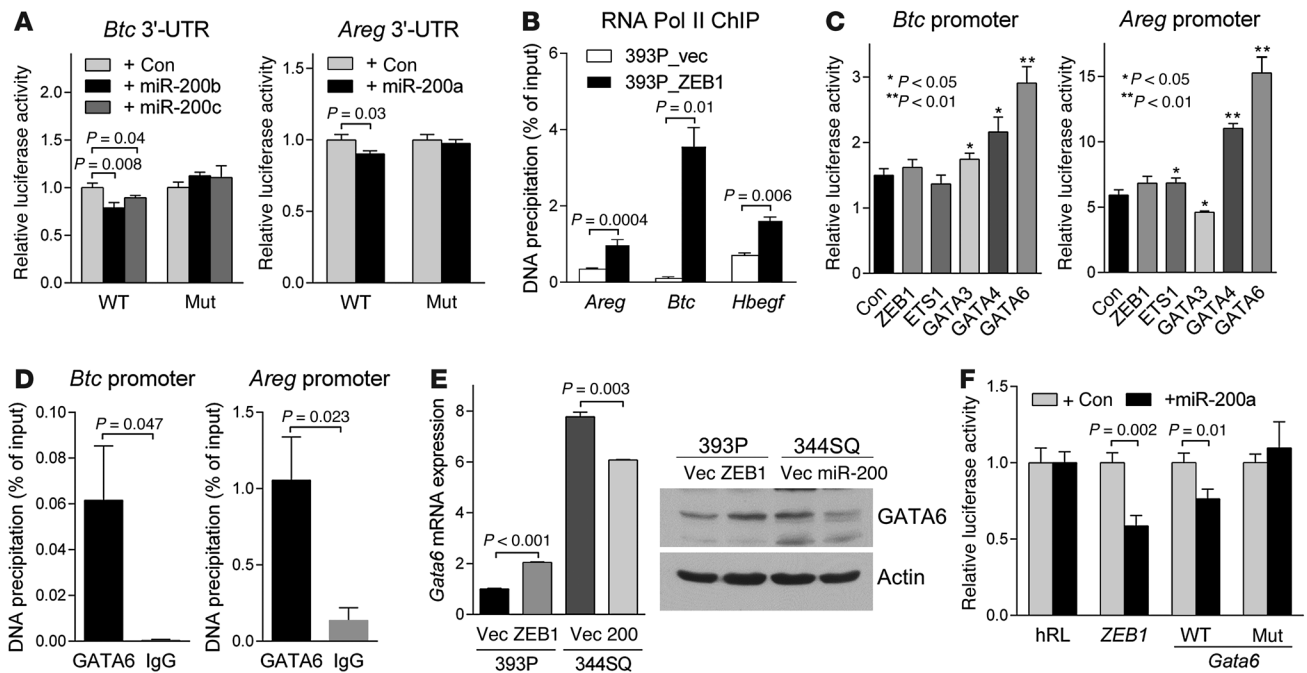 A
Btc 3'-UTR
Areg 3'-UTR
Relative luciferase activity
2.0
1.5
1.0
0.5
0.0
+ Con
+ miR-200b
+ miR-200c
P = 0.04
P = 0.008
WT
Mut
Relative luciferase activity
1.5
1.0
0.5
0.0
+ Con
+ miR-200a
P = 0.03
WT
Mut
B
RNA Pol II ChIP
DNA precipitation (% of input)
6
4
2
0
393P_vec
393P_ZEB1
P = 0.01
P = 0.006
P = 0.0004
Areg
Btc
Hbegf
C
Btc promoter
Areg promoter
Relative luciferase activity
3
2
1
0
* P < 0.05
**P < 0.01
*
*
**
Con
ZEB1
ETS1
GATA3
GATA4
GATA6
Relative luciferase activity
15
10
5
0
* P < 0.05
**P < 0.01
*
*
**
**
Con
ZEB1
ETS1
GATA3
GATA4
GATA6
D
Btc promoter
Areg promoter
DNA precipitation (% of input)
0.10
0.08
0.06
0.04
0.02
0.00
P = 0.047
GATA6
IgG
DNA precipitation (% of input)
1.5
1.0
0.5
0.0
P = 0.023
GATA6
IgG
E
Gata6 mRNA expression
8
6
4
2
0
P = 0.003
P < 0.001
Vec ZEB1
Vec 200
393P
344SQ
393P
344SQ
Vec ZEB1
Vec miR-200
GATA6
Actin
F
Relative luciferase activity
1.5
1.0
0.5
0.0
+ Con
+miR-200a
P = 0.002
P = 0.01
hRL
ZEB1
WT
Mut
Gata6